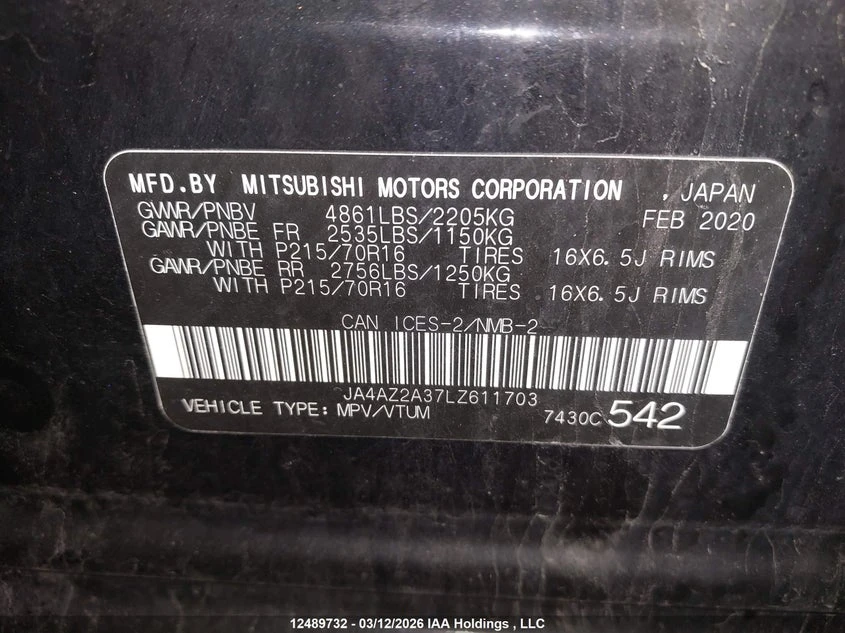 MFD.BY MITSUBISHI MOTORS CORPORATION , JAPAN
GVWR/PNBV 4861LBS/2205KG FEB 2020
GAWR/PNBE FR 2535LBS/1150KG
WITH P215/70R16 TIRES 16X6.5J RIMS
GAWR/PNBE RR 2756LBS/1250KG
WITH P215/70R16 TIRES 16X6.5J RIMS
CAN ICES-2/NMB-2
JA4AZ2A37LZ611703
VEHICLE TYPE: MPV/VTUM 7430C 542
12489732 - 03/12/2026 IAA Holdings , LLC